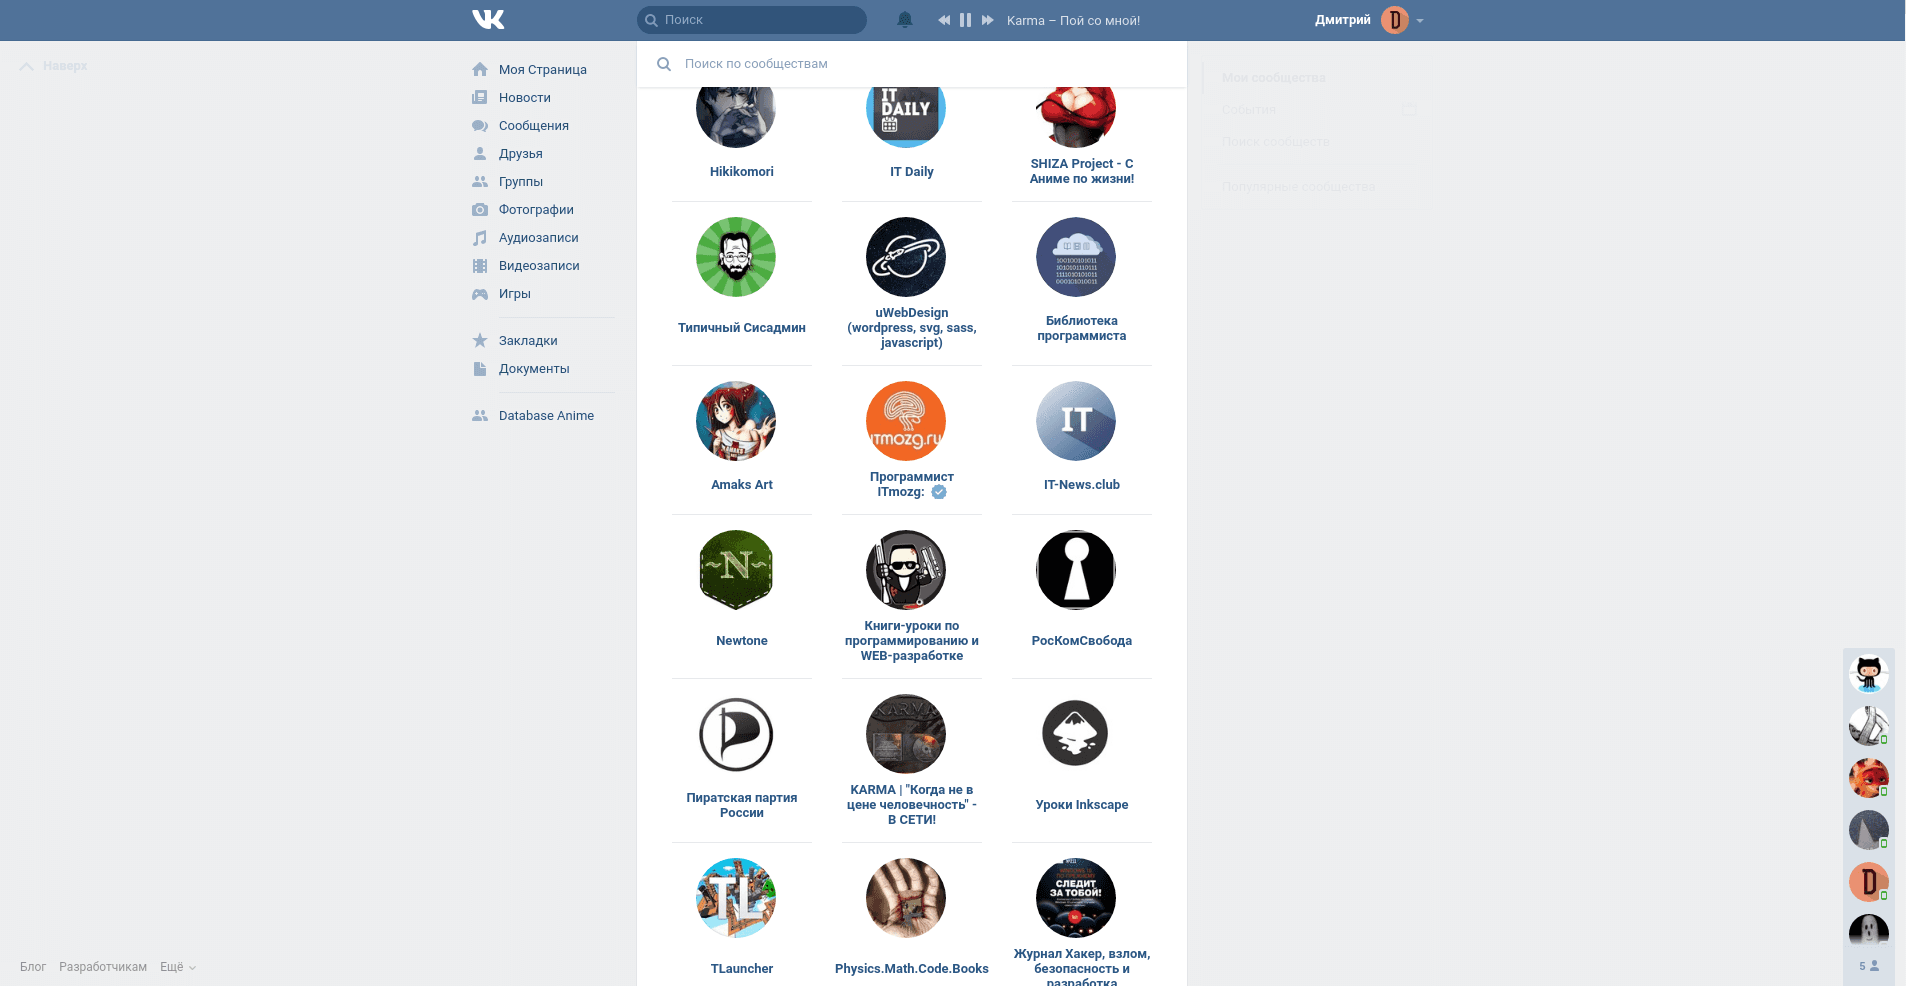 Поиск
Karma – Пой со мной!
Дмитрий
Наверх
Моя Страница
Новости
Сообщения
Друзья
Группы
Фотографии
Аудиозаписи
Видеозаписи
Игры
Закладки
Документы
Database Anime
Поиск по сообществам
IT
DAILY
Hikikomori
IT Daily
SHIZA Project - С
Аниме по жизни!
Типичный Сисадмин
uWebDesign
(wordpress, svg, sass,
javascript)
100100101011
1010101110111
1111010101011
000101010011
Библиотека
программиста
Amaks Art
ITmozg.ru
Программист
ITmozg:
IT
IT-News.club
N
Newtone
Книги-уроки по
программированию и
WEB-разработке
РосКомСвобода
Пиратская партия
России
KARMA
KARMA | "Когда не в
цене человечность" -
В СЕТИ!
Уроки Inkscape
TL
TLauncher
Physics.Math.Code.Books
СЛЕДИТ
ЗА ТОБОЙ!
Журнал Хакер, взлом,
безопасность и
разработка
Мои сообщества
События
Поиск сообществ
Популярные сообщества
5
Блог
Разработчикам
Ещё